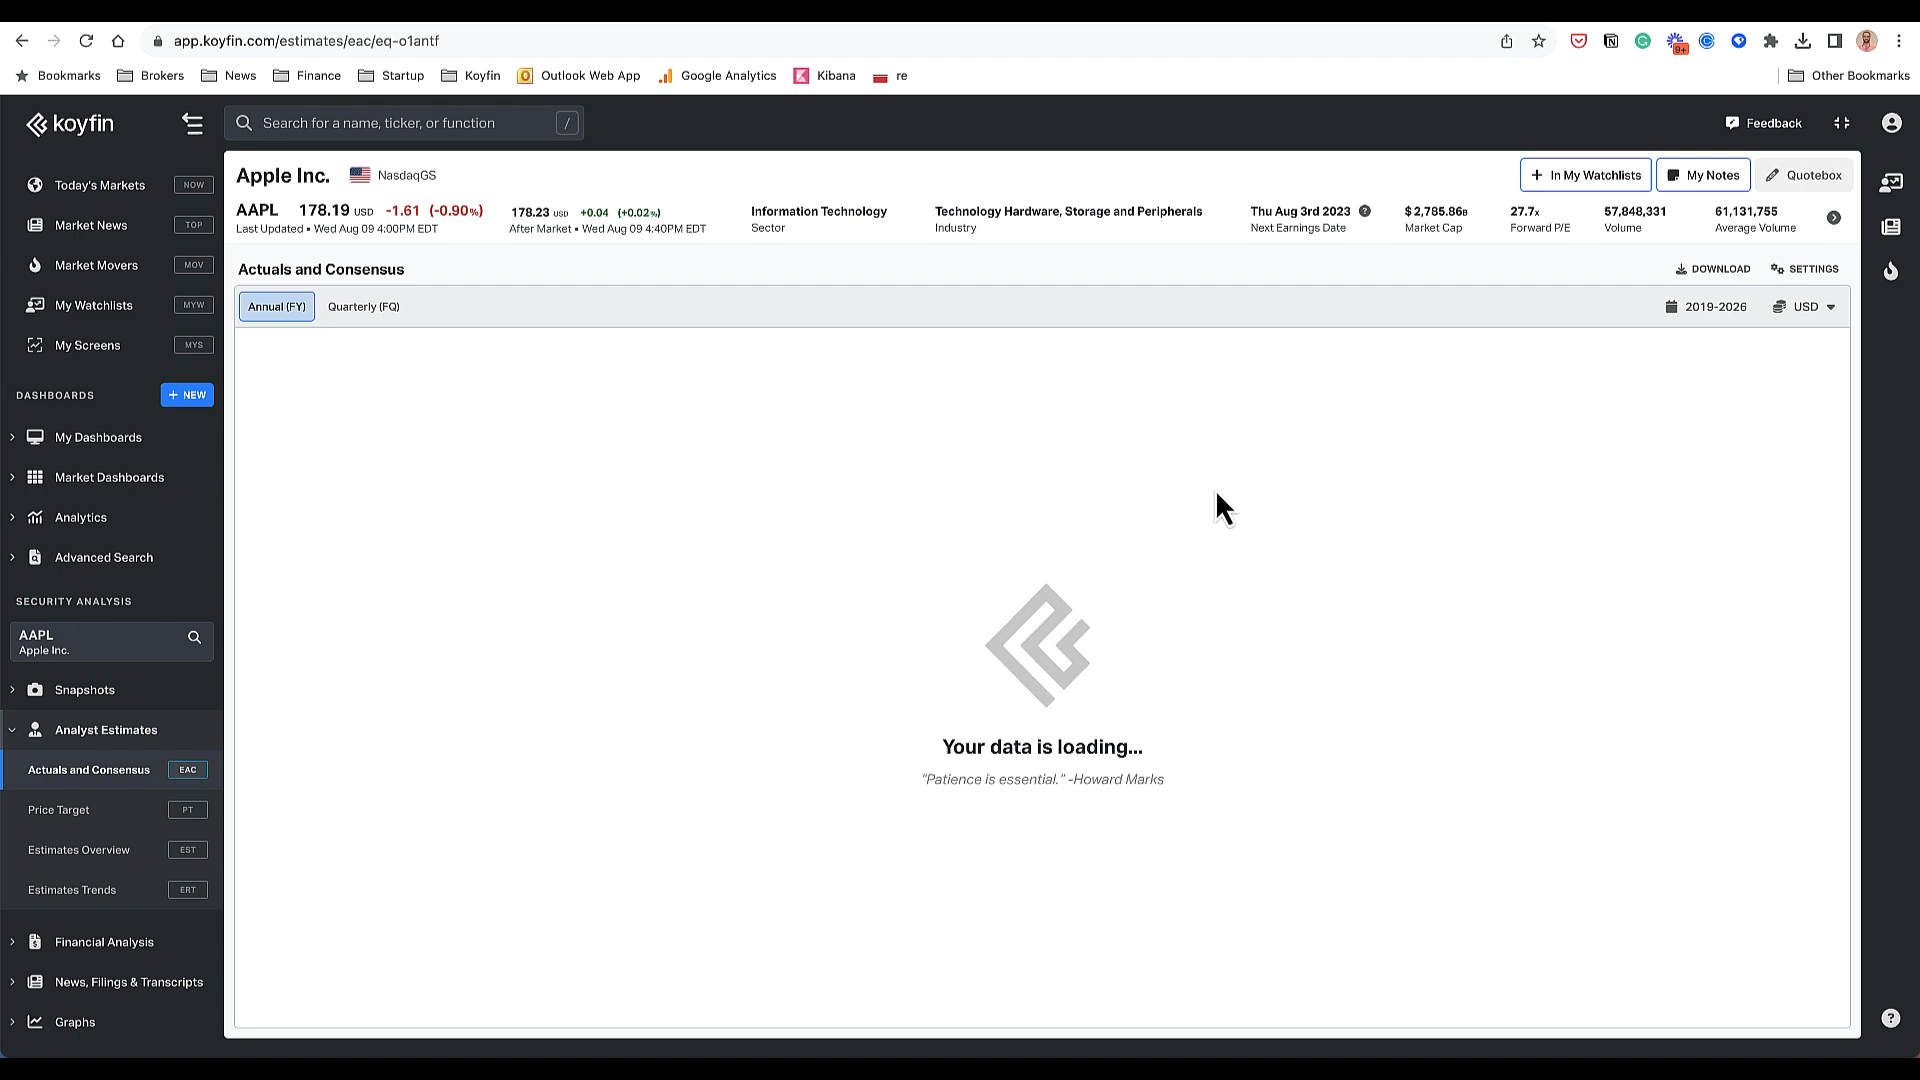 app.koyfin.com/estimates/eac/eq-o1antf
9+
Bookmarks Brokers News Finance Startup Koyfin Outlook Web App Google Analytics Kibana re Other Bookmarks
koyfin
Search for a name, ticker, or function /
Feedback
Today's Markets NOW
Market News TOP
Market Movers MOV
My Watchlists MYW
My Screens MYS
DASHBOARDS + NEW
My Dashboards
Market Dashboards
Analytics
Advanced Search
SECURITY ANALYSIS
AAPL
Apple Inc.
Snapshots
Analyst Estimates
Actuals and Consensus EAC
Price Target PT
Estimates Overview EST
Estimates Trends ERT
Financial Analysis
News, Filings & Transcripts
Graphs
Apple Inc. NasdaqGS
+ In My Watchlists My Notes Quotebox
AAPL 178.19 USD -1.61 (-0.90%) 178.23 USD +0.04 (+0.02%) Information Technology Technology Hardware, Storage and Peripherals Thu Aug 3rd 2023 ? $2,785.86B 27.7x 57,848,331 61,131,755
Last Updated • Wed Aug 09 4:00PM EDT After Market • Wed Aug 09 4:40PM EDT Sector Industry Next Earnings Date Market Cap Forward P/E Volume Average Volume
Actuals and Consensus DOWNLOAD SETTINGS
Annual (FY) Quarterly (FQ) 2019-2026 USD
Your data is loading...
"Patience is essential." -Howard Marks
?